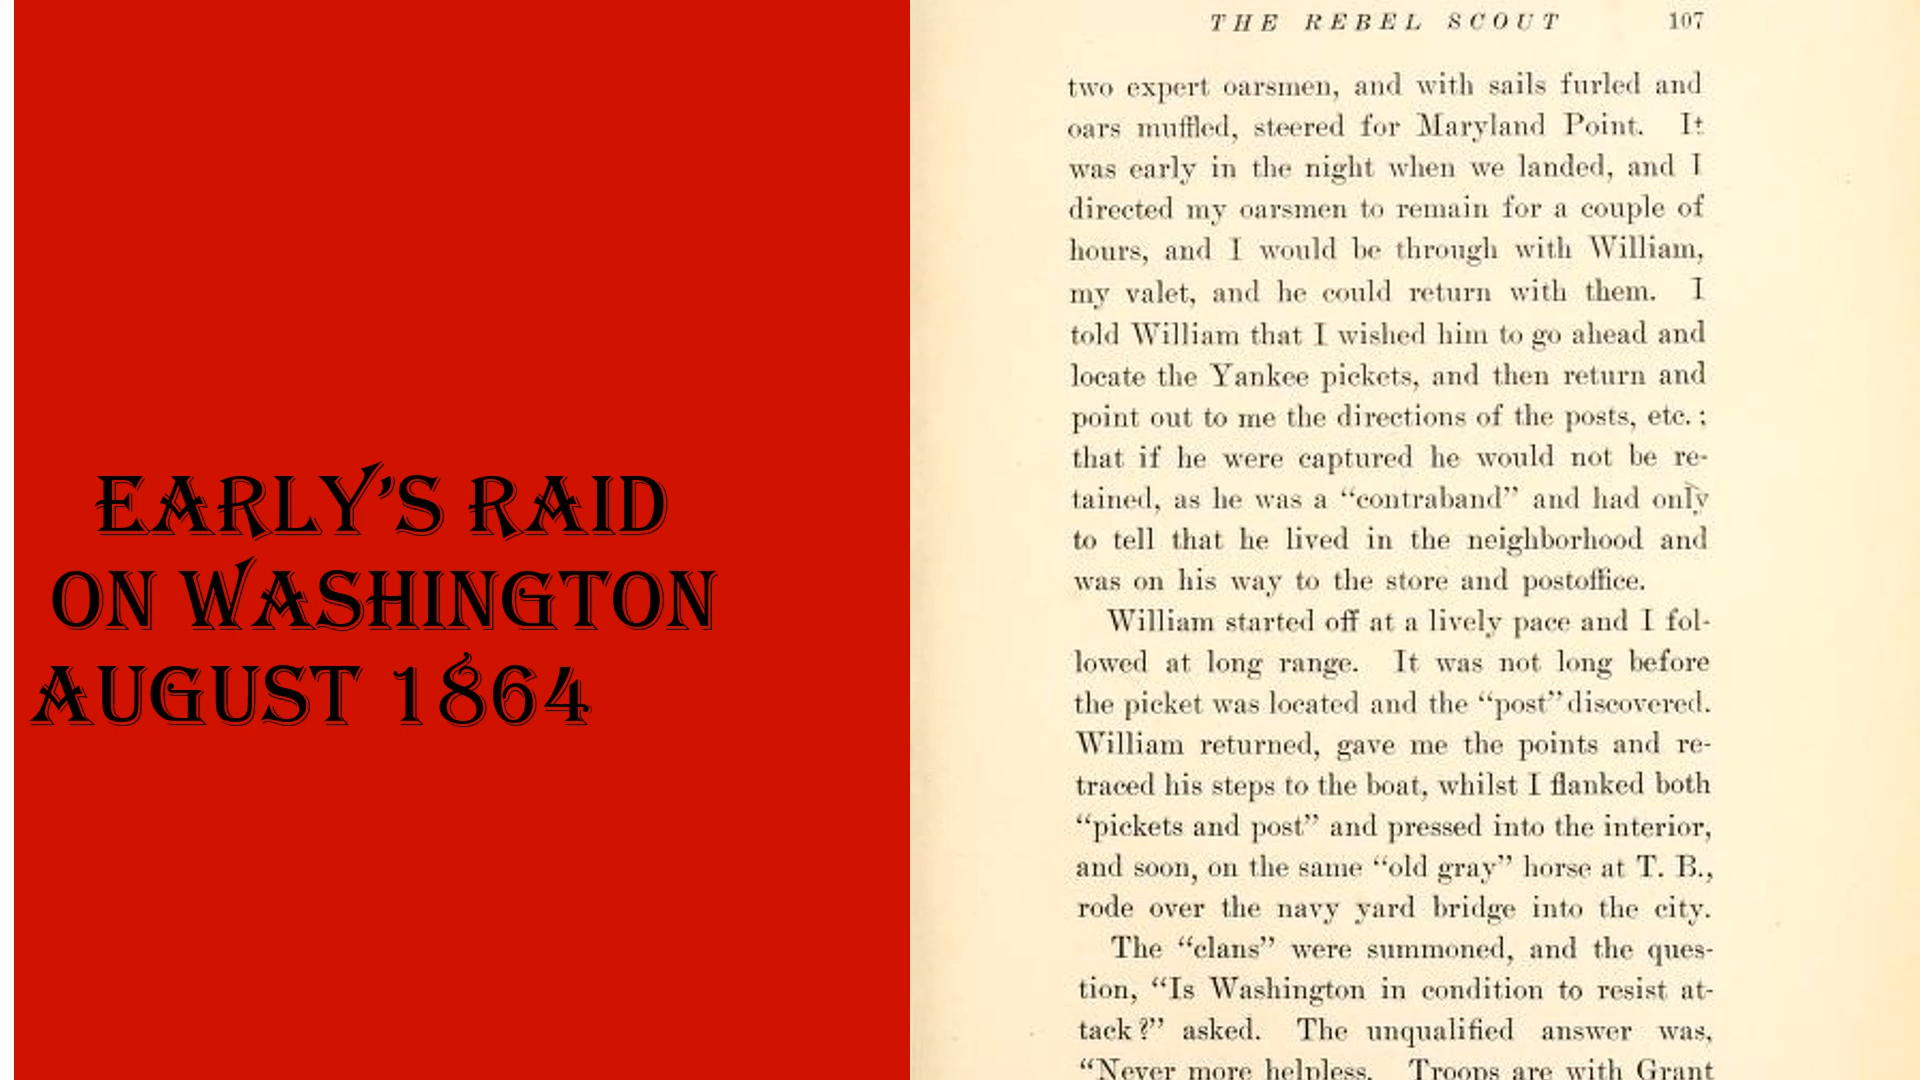 EARLY'S RAID
ON WASHINGTON
AUGUST 1864
THE REBEL SCOUT 107
two expert oarsmen, and with sails furled and
oars muffled, steered for Maryland Point. It
was early in the night when we landed, and I
directed my oarsmen to remain for a couple of
hours, and I would be through with William,
my valet, and he could return with them. I
told William that I wished him to go ahead and
locate the Yankee pickets, and then return and
point out to me the directions of the posts, etc.;
that if he were captured he would not be re-
tained, as he was a “contraband” and had only
to tell that he lived in the neighborhood and
was on his way to the store and postoffice.
William started off at a lively pace and I fol-
lowed at long range. It was not long before
the picket was located and the “post” discovered.
William returned, gave me the points and re-
traced his steps to the boat, whilst I flanked both
“pickets and post” and pressed into the interior,
and soon, on the same “old gray” horse at T. B.,
rode over the navy yard bridge into the city.
The “clans” were summoned, and the ques-
tion, “Is Washington in condition to resist at-
tack?” asked. The unqualified answer was,
“Never more helpless. Troops are with Grant